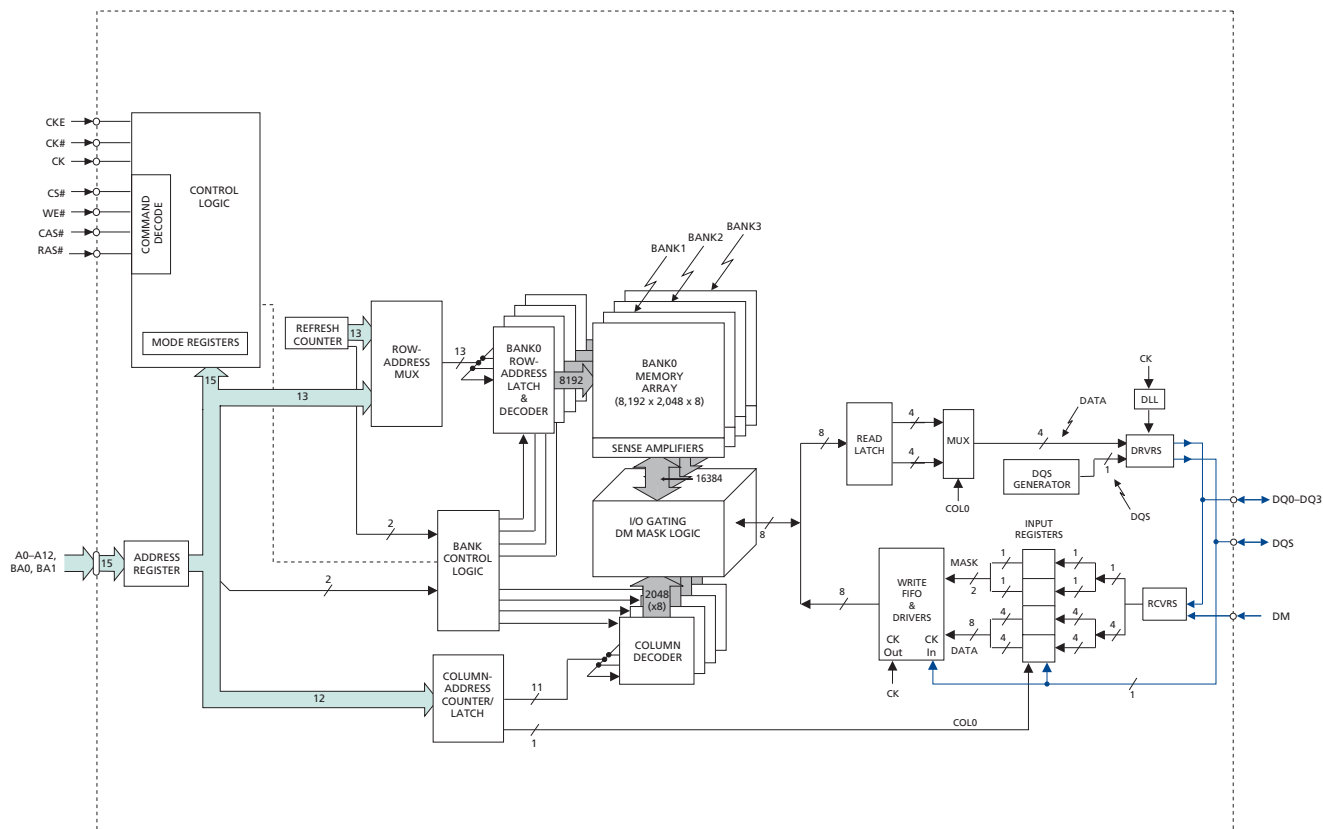 CKE
CK#
CK
CS#
WE#
CAS#
RAS#
COMMAND
DECODE
CONTROL
LOGIC
MODE REGISTERS
15
REFRESH
COUNTER
13
13
ROW-
ADDRESS
MUX
13
BANK0
ROW-
ADDRESS
LATCH
&
DECODER
8192
BANK1
BANK2
BANK3
BANK0
MEMORY
ARRAY
(8,192 x 2,048 x 8)
SENSE AMPLIFIERS
16384
I/O GATING
DM MASK LOGIC
8
A0–A12,
BA0, BA1
15
ADDRESS
REGISTER
2
2
BANK
CONTROL
LOGIC
2048
(x8)
COLUMN
DECODER
12
COLUMN-
ADDRESS
COUNTER/
LATCH
11
1
COL0
8
READ
LATCH
4
4
MUX
COL0
4
DATA
DQS
GENERATOR
1
DQS
CK
DLL
DRVRS
DQ0–DQ3
DQS
DM
8
WRITE
FIFO
&
DRIVERS
CK
Out
CK
In
CK
MASK
2
8
DATA
INPUT
REGISTERS
1
1
4
4
1
1
4
4
1
4
RCVRS
1